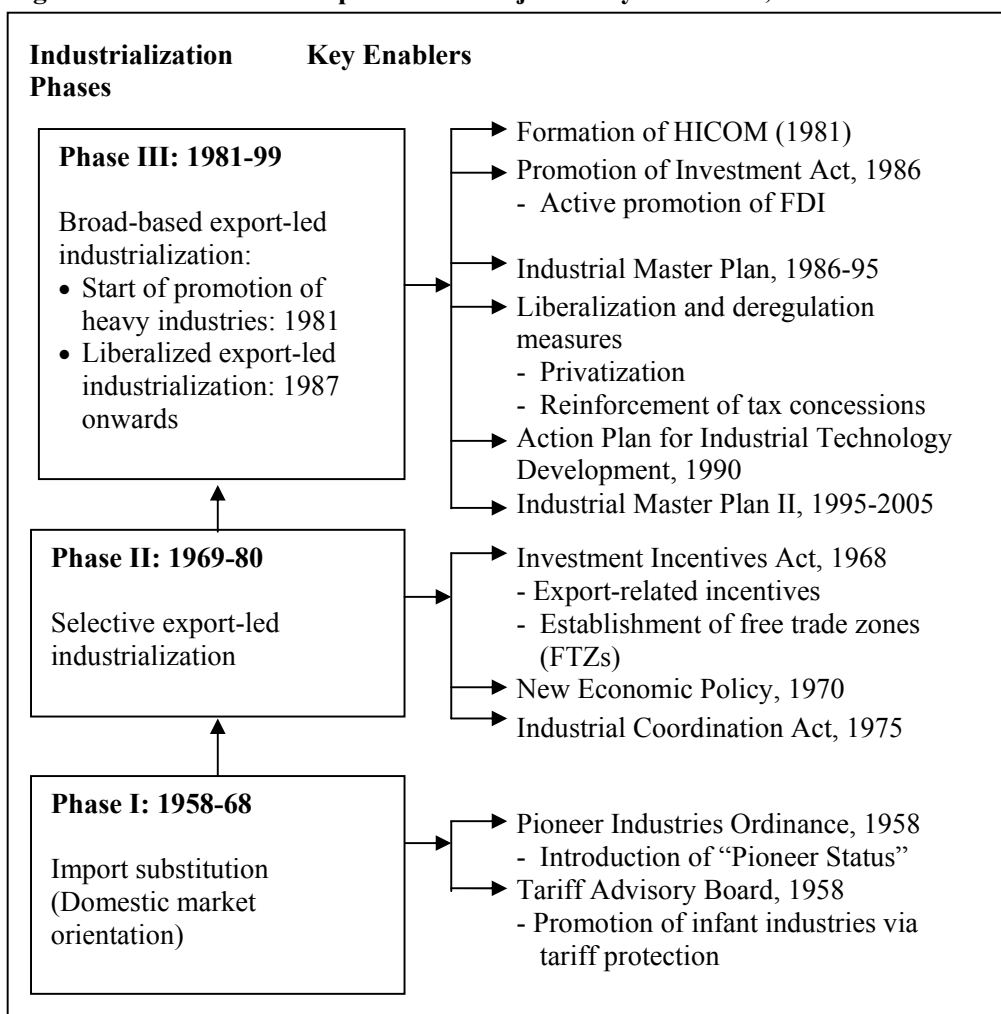 Industrialization Key Enablers
Phases
Phase III: 1981-99
Broad-based export-led
industrialization:
• Start of promotion of
heavy industries: 1981
• Liberalized export-led
industrialization: 1987
onwards
Formation of HICOM (1981)
Promotion of Investment Act, 1986
- Active promotion of FDI
Industrial Master Plan, 1986-95
Liberalization and deregulation
measures
- Privatization
- Reinforcement of tax concessions
Action Plan for Industrial Technology
Development, 1990
Industrial Master Plan II, 1995-2005
Phase II: 1969-80
Selective export-led
industrialization
Investment Incentives Act, 1968
- Export-related incentives
- Establishment of free trade zones
(FTZs)
New Economic Policy, 1970
Industrial Coordination Act, 1975
Phase I: 1958-68
Import substitution
(Domestic market
orientation)
Pioneer Industries Ordinance, 1958
- Introduction of “Pioneer Status”
Tariff Advisory Board, 1958
- Promotion of infant industries via
tariff protection